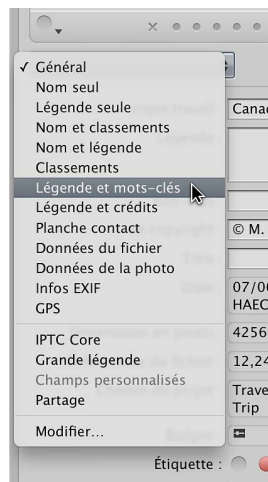 ✓ Général
Nom seul
Légende seule
Nom et classements
Nom et légende
Classements
Légende et mots-clés
Légende et crédits
Planche contact
Données du fichier
Données de la photo
Infos EXIF
GPS
IPTC Core
Grande légende
Champs personnalisés
Partage
Modifier…
Étiquette :
Cana
© M.
07/0
HAEC
4256
12,24
Trave
Trip